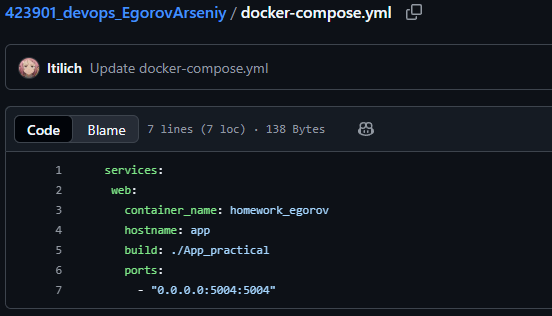 423901_devops_EgorovArseniy / docker-compose.yml
ltilich Update docker-compose.yml
Code Blame 7 lines (7 loc) · 138 Bytes
1 services:
2  web:
3   container_name: homework_egorov
4   hostname: app
5   build: ./App_practical
6   ports:
7    - "0.0.0.0:5004:5004"